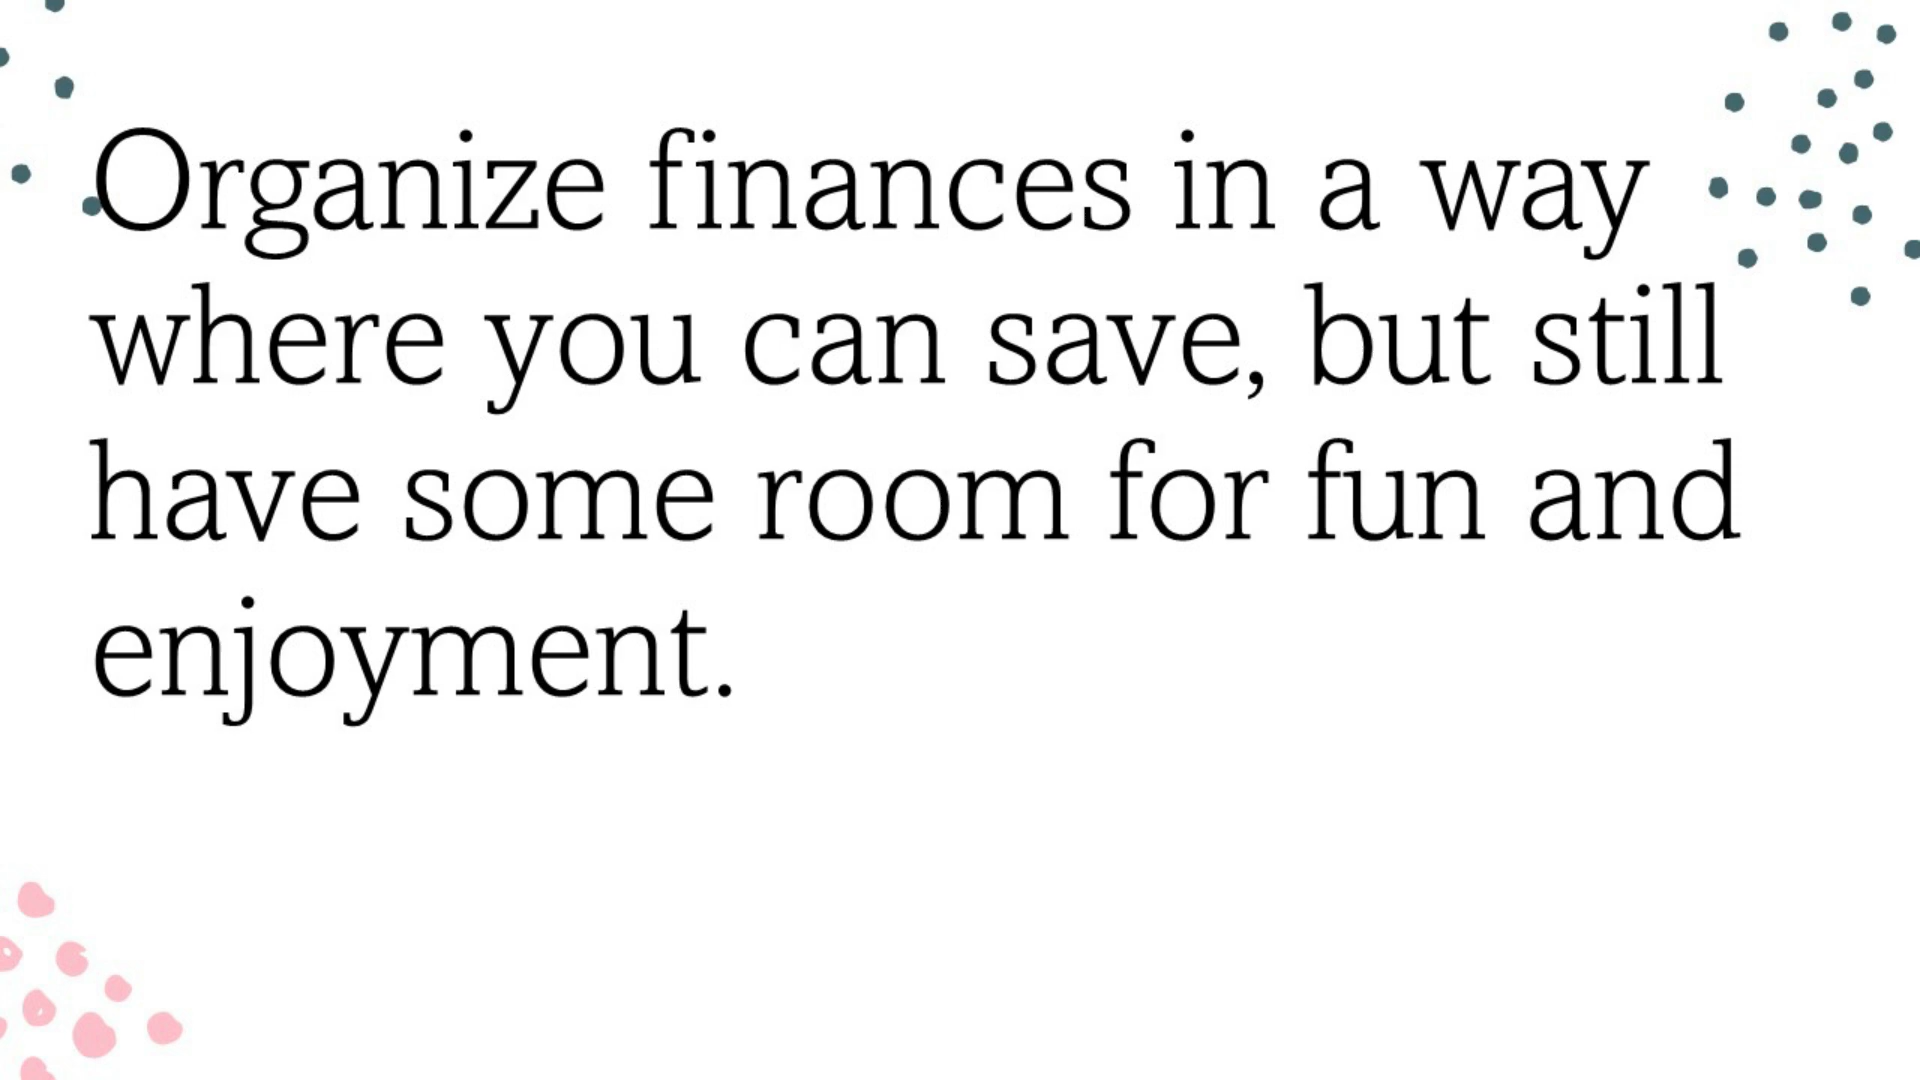 Organize finances in a way
where you can save, but still
have some room for fun and
enjoyment.